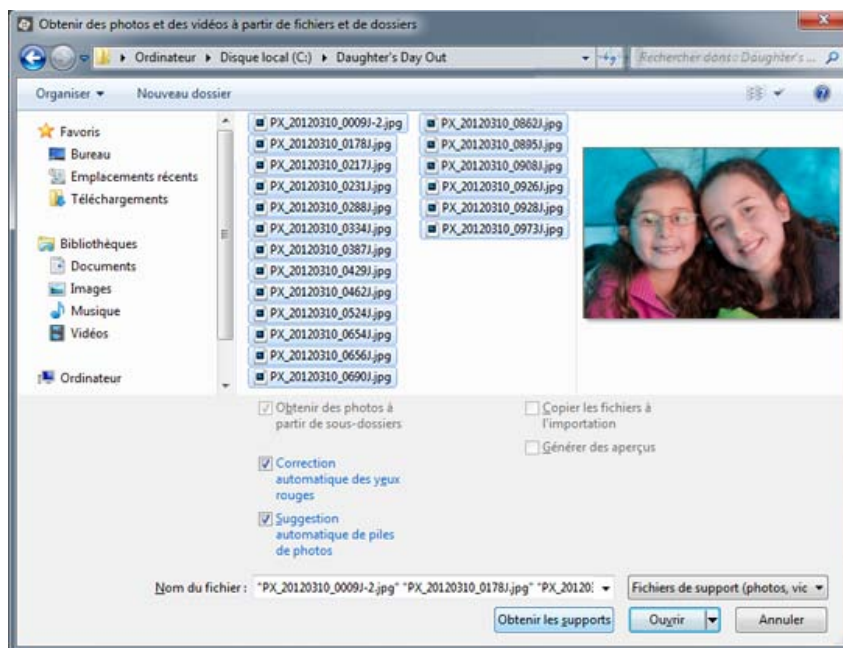 Obtenir des photos et des vidéos à partir de fichiers et de dossiers
Ordinateur ▸ Disque local (C:) ▸ Daughter's Day Out
Rechercher dans : Daughter's ...
Organiser
Nouveau dossier
Favoris
Bureau
Emplacements récents
Téléchargements
Bibliothèques
Documents
Images
Musique
Vidéos
Ordinateur
PX_20120310_0009J-2.jpg
PX_20120310_0178J.jpg
PX_20120310_0217J.jpg
PX_20120310_0231J.jpg
PX_20120310_0288J.jpg
PX_20120310_0334J.jpg
PX_20120310_0387J.jpg
PX_20120310_0429J.jpg
PX_20120310_0462J.jpg
PX_20120310_0524J.jpg
PX_20120310_0654J.jpg
PX_20120310_0656J.jpg
PX_20120310_0690J.jpg
PX_20120310_0862J.jpg
PX_20120310_0895J.jpg
PX_20120310_0908J.jpg
PX_20120310_0926J.jpg
PX_20120310_0928J.jpg
PX_20120310_0973J.jpg
Obtenir des photos à
partir de sous-dossiers
Correction
automatique des yeux
rouges
Suggestion
automatique de piles
de photos
Copier les fichiers à
l'importation
Générer des aperçus
Nom du fichier : "PX_20120310_0009J-2.jpg" "PX_20120310_0178J.jpg" "PX_20120:
Fichiers de support (photos, vic
Obtenir les supports
Ouvrir
Annuler